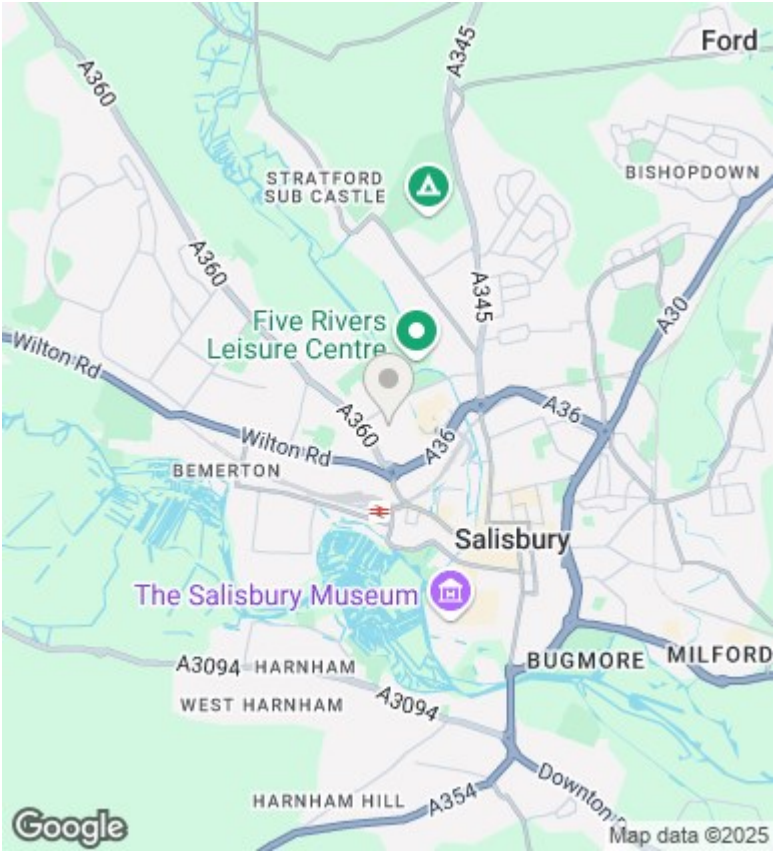 A345
Ford
A360
STRATFORD
SUB CASTLE
BISHOPDOWN
A360
A345
A30
Five Rivers
Leisure Centre
Wilton Rd
A360
A36
A36
Wilton Rd
BEMERTON
Salisbury
The Salisbury Museum
BUGMORE
MILFORD
A3094
HARNHAM
WEST HARNHAM
A3094
HARNHAM HILL
A354
Downton
Google
Map data ©2025